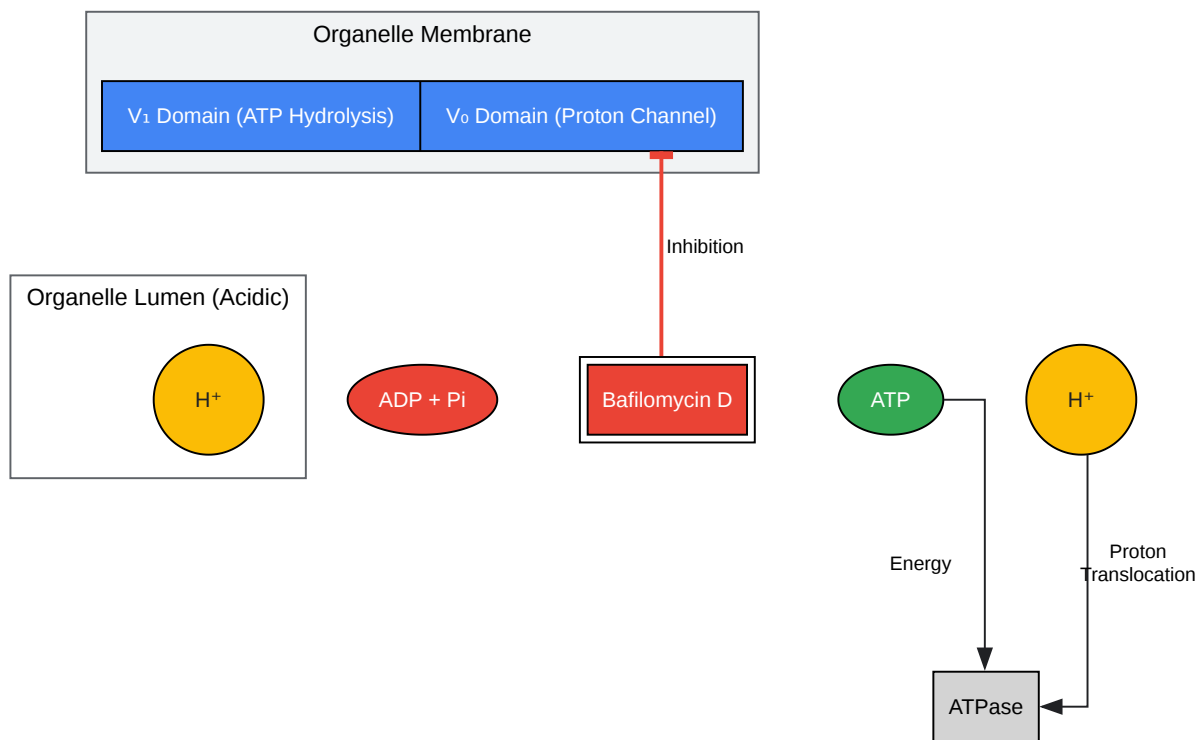 Organelle Membrane
V₁ Domain (ATP Hydrolysis)
V₀ Domain (Proton Channel)
Inhibition
Organelle Lumen (Acidic)
H⁺
ADP + Pi
Bafilomycin D
ATP
H⁺
Energy
Proton
Translocation
ATPase